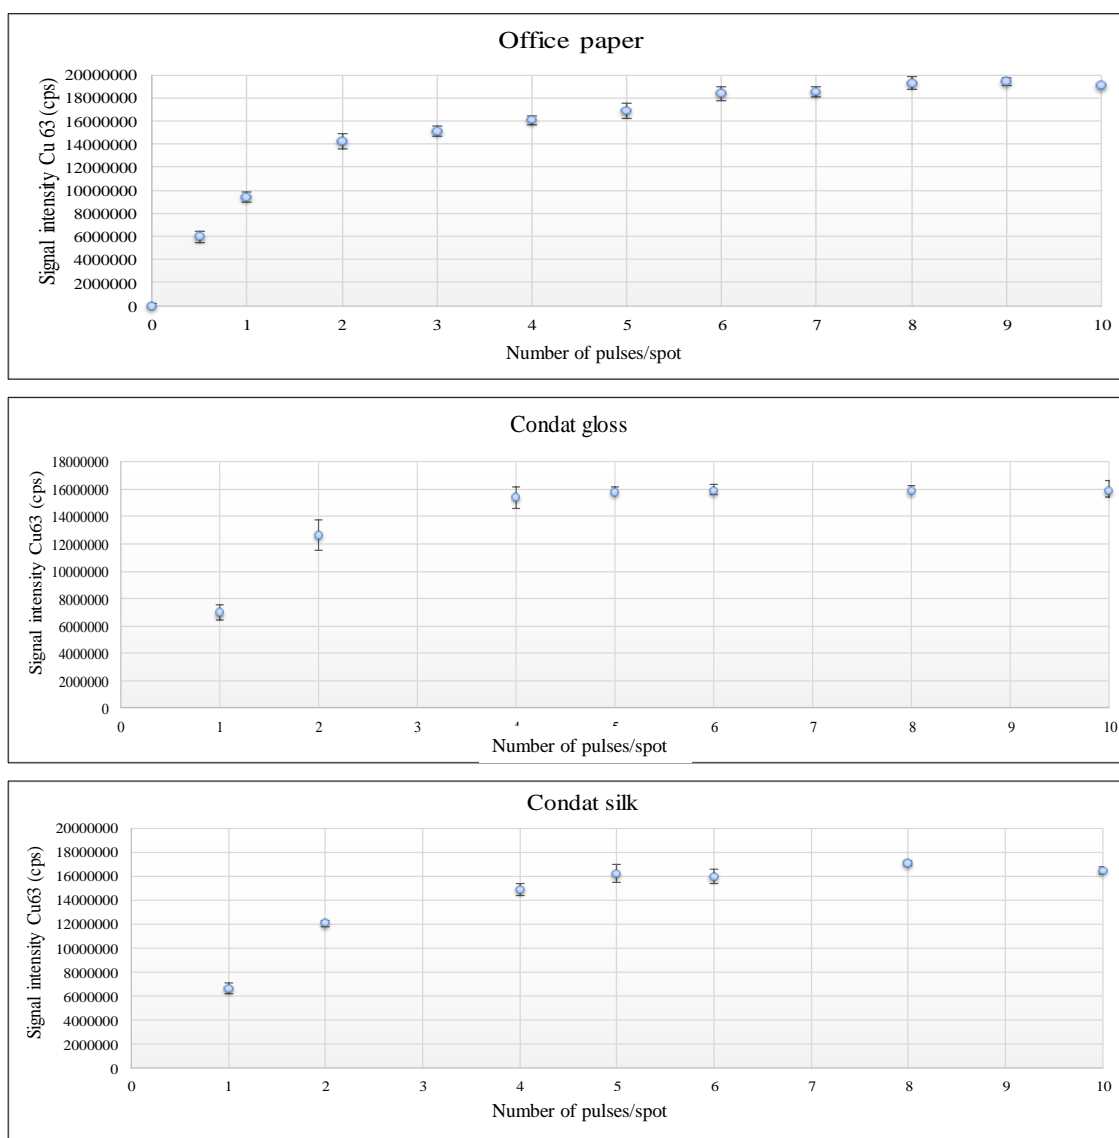 Office paper
Signal intensity Cu 63 (cps)
20000000
18000000
16000000
14000000
12000000
10000000
8000000
6000000
4000000
2000000
0
0 1 2 3 4 5 6 7 8 9 10
Number of pulses/spot
Condat gloss
Signal intensity Cu63 (cps)
18000000
16000000
14000000
12000000
10000000
8000000
6000000
4000000
2000000
0
0 1 2 3 4 5 6 7 8 9 10
Number of pulses/spot
Condat silk
Signal intensity Cu63 (cps)
20000000
18000000
16000000
14000000
12000000
10000000
8000000
6000000
4000000
2000000
0
0 1 2 3 4 5 6 7 8 9 10
Number of pulses/spot